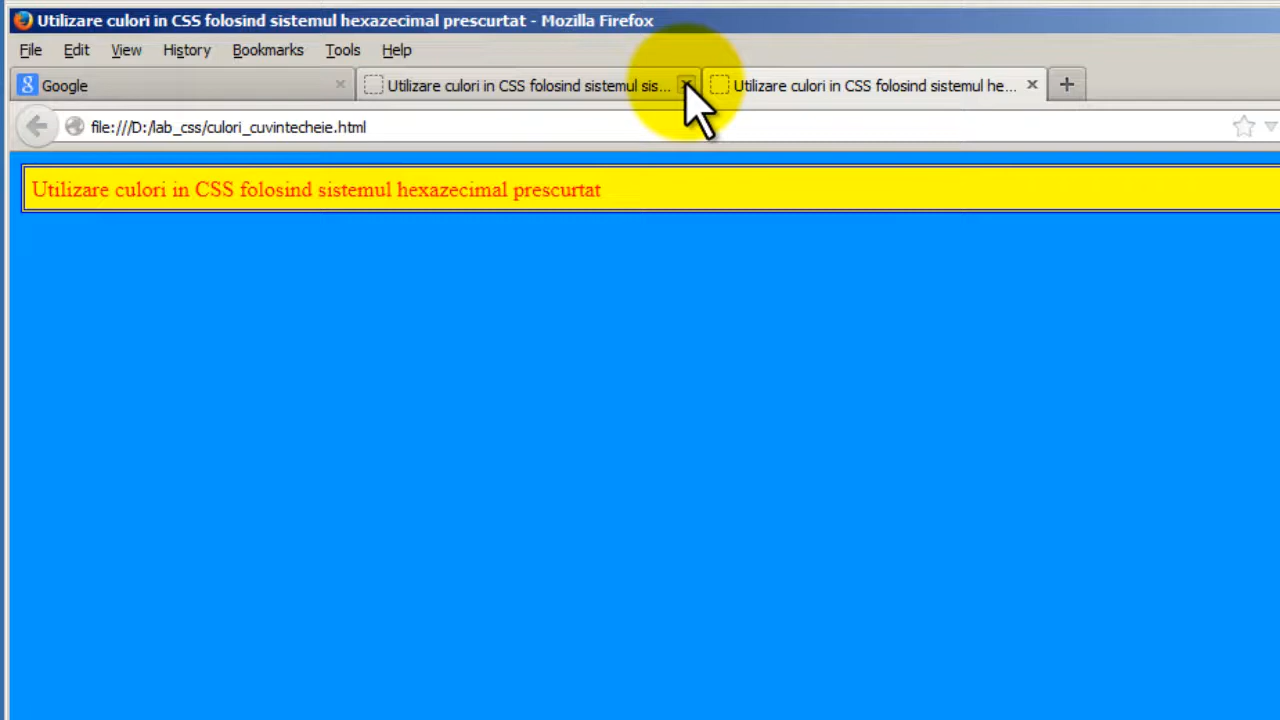 Utilizare culori in CSS folosind sistemul hexazecimal prescurtat - Mozilla Firefox
File Edit View History Bookmarks Tools Help
Google
Utilizare culori in CSS folosind sistemul sis...
Utilizare culori in CSS folosind sistemul he...
file:///D:/lab_css/culori_cuvintecheie.html
Utilizare culori in CSS folosind sistemul hexazecimal prescurtat